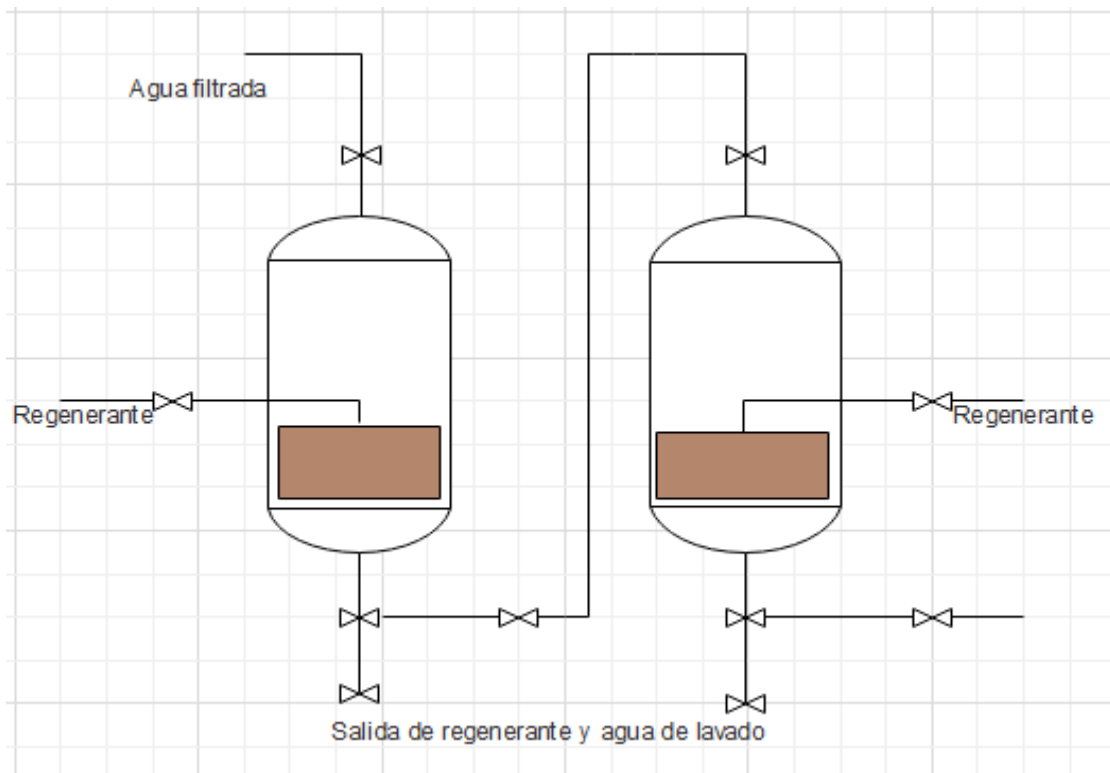 Agua filtrada
Regenerante
Regenerante
Salida de regenerante y agua de lavado